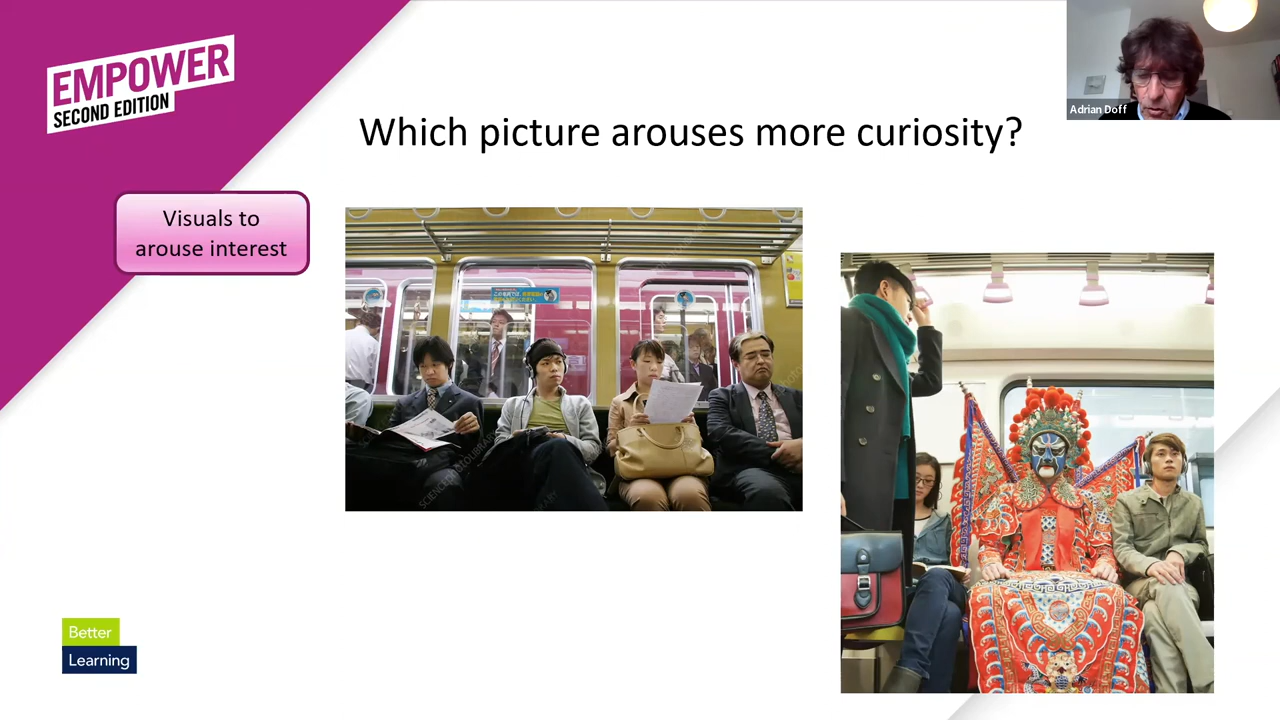 EMPOWER
SECOND EDITION
Adrian Doff
Which picture arouses more curiosity?
Visuals to
arouse interest
Better
Learning